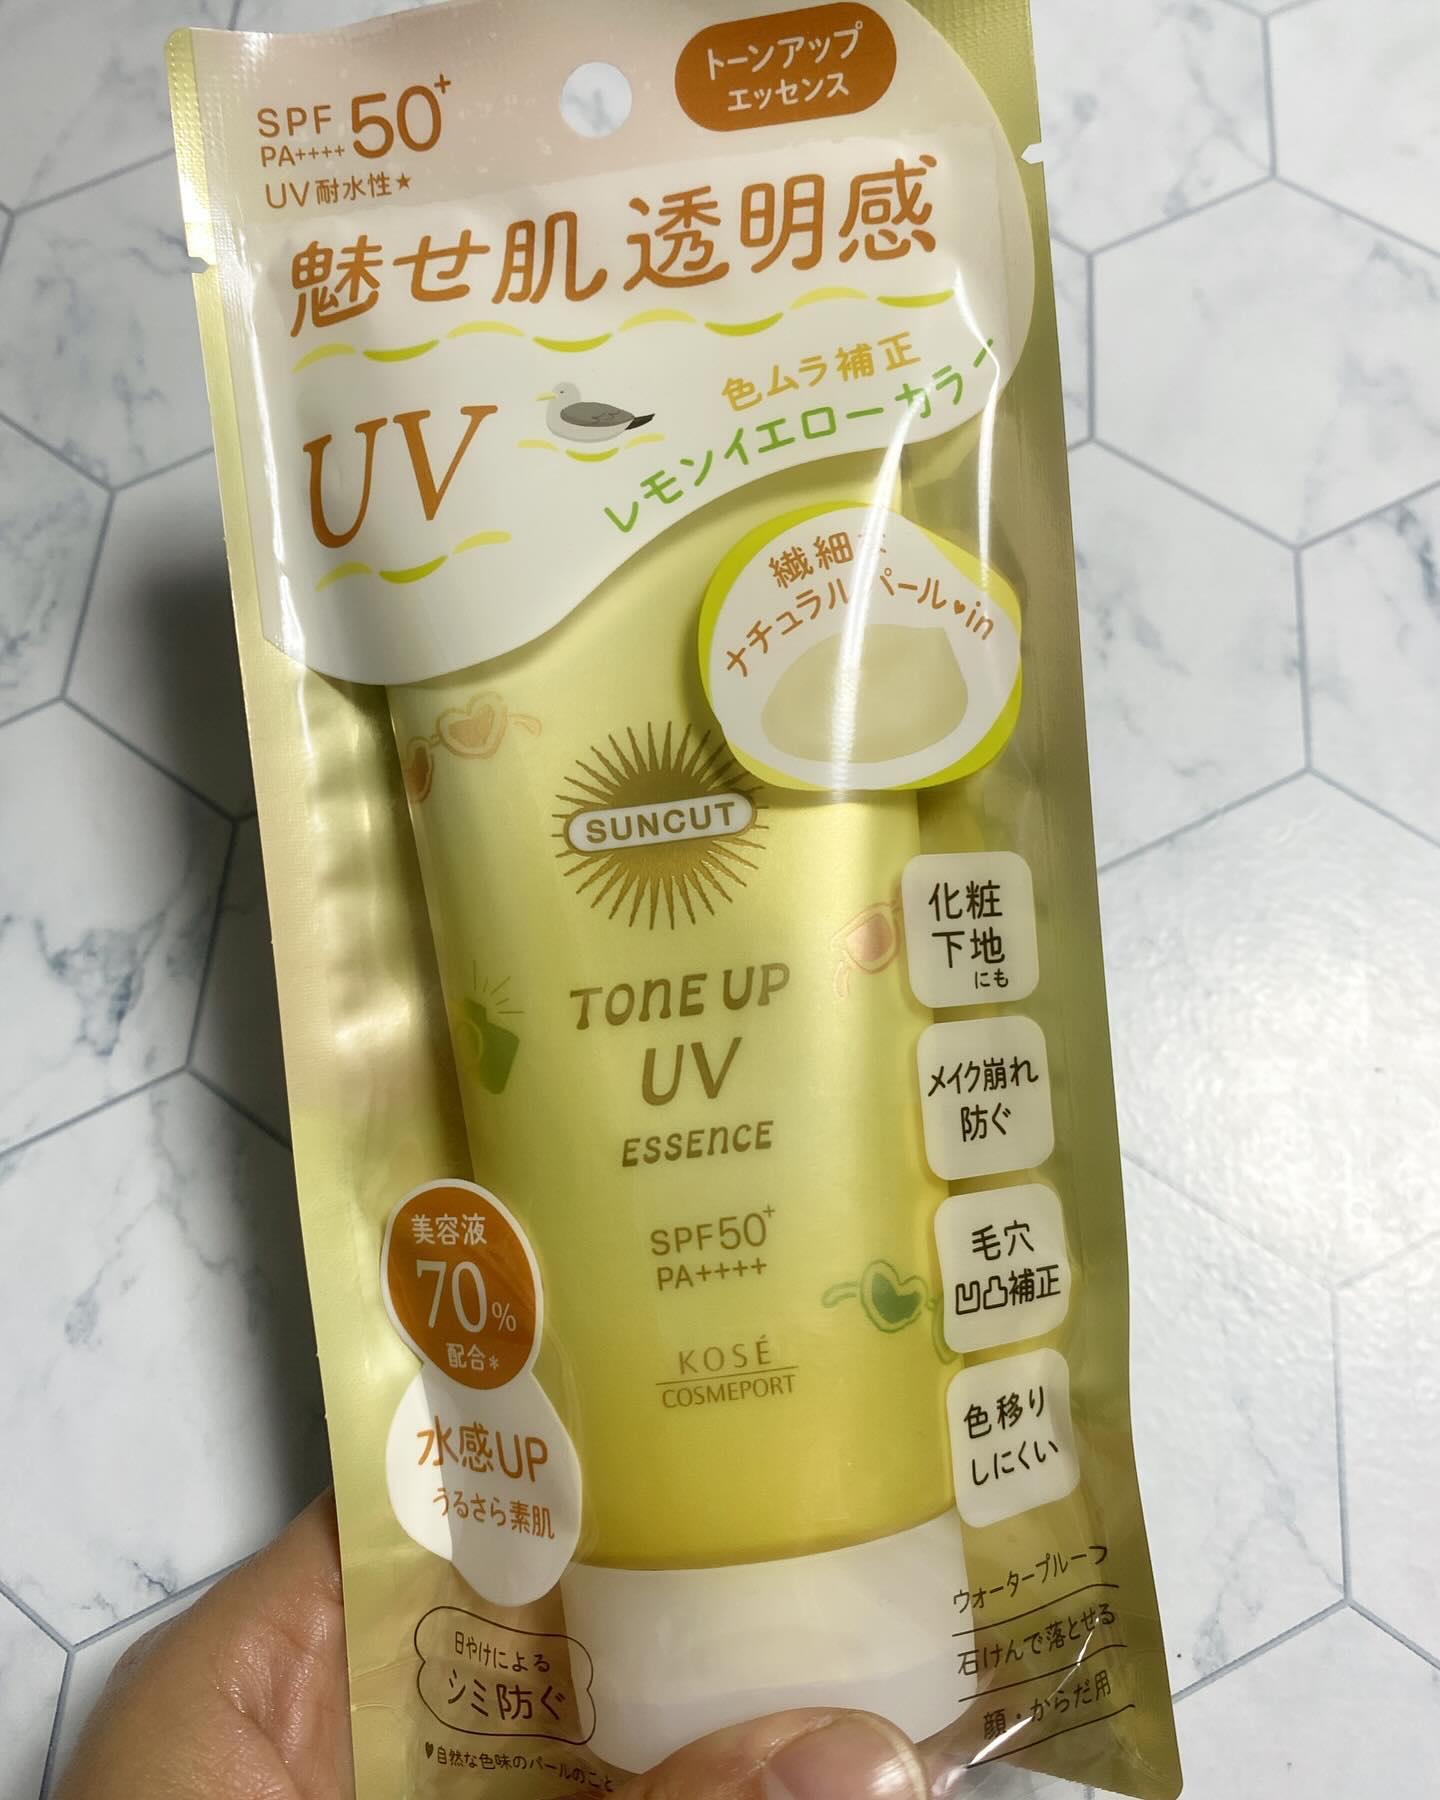 トーンアップ
エッセンス
SPF 50+
PA++++
UV耐水性★
魅せ肌 透明感
UV
色ムラ補正
レモンイエローカラー
繊細な
ナチュラルパール♥in
SUNCUT
TONE UP
UV
ESSENCE
SPF50+
PA++++
KOSÉ
COSMEPORT
化粧
下地
にも
メイク崩れ
防ぐ
毛穴
凹凸補正
色移り
しにくい
美容液
70%
配合*
水感UP
うるさら素肌
日やけによる
シミ防ぐ
♥自然な色味のパールのこと
ウォータープルーフ
石けんで落とせる
顔・からだ用